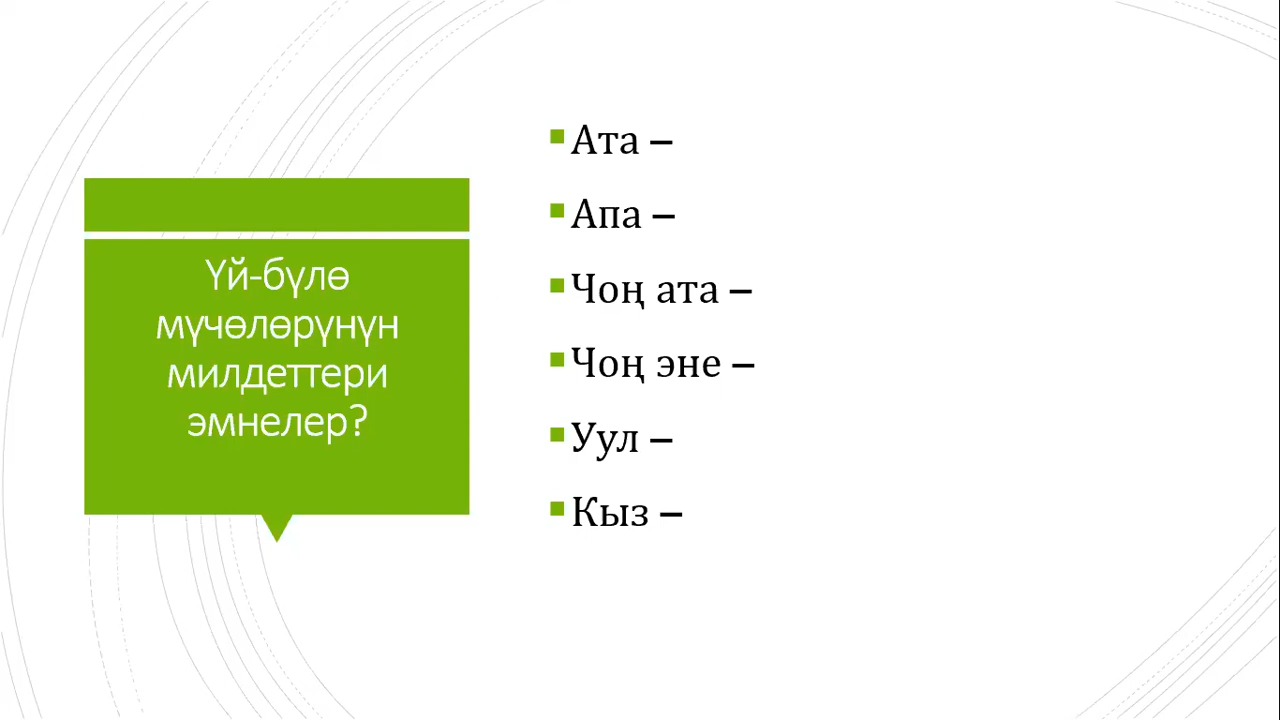 Үй-бүлө
мүчөлөрүнүн
милдеттери
эмнелер?
Ата –
Апа –
Чоң ата –
Чоң эне –
Уул –
Кыз –